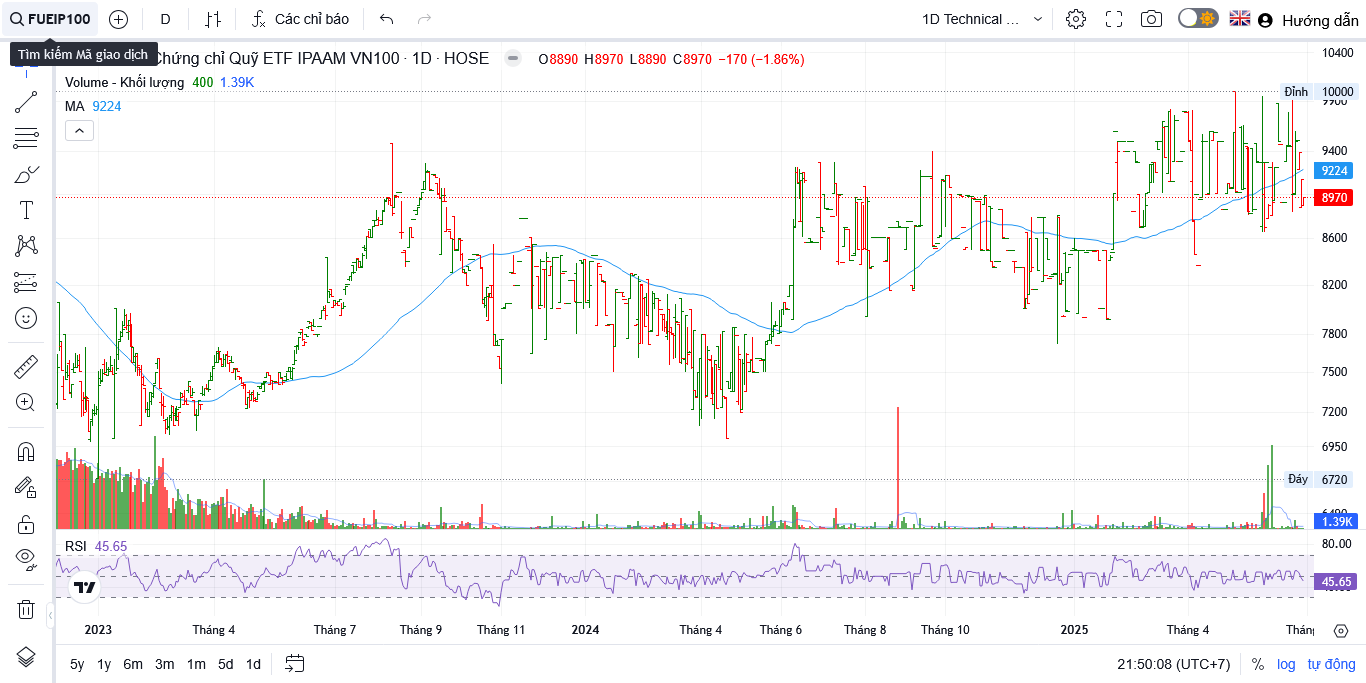 FUEIP100 D Các chỉ báo 1D Technical ... Hướng dẫn
Tìm kiếm Mã giao dịch
Chứng chỉ Quỹ ETF IPAAM VN100 · 1D · HOSE O8890 H8970 L8890 C8970 −170 (−1.86%)
Volume - Khối lượng 400 1.39K
MA 9224
10400
Đỉnh 10000
9900
9400
9224
8970
8600
8200
7800
7500
7200
6950
Đáy 6720
1.39K
RSI 45.65
80.00
45.65
2023 Tháng 4 Tháng 7 Tháng 9 Tháng 11 2024 Tháng 4 Tháng 6 Tháng 8 Tháng 10 2025 Tháng 4 Tháng
5y 1y 6m 3m 1m 5d 1d 21:50:08 (UTC+7) % log tự động